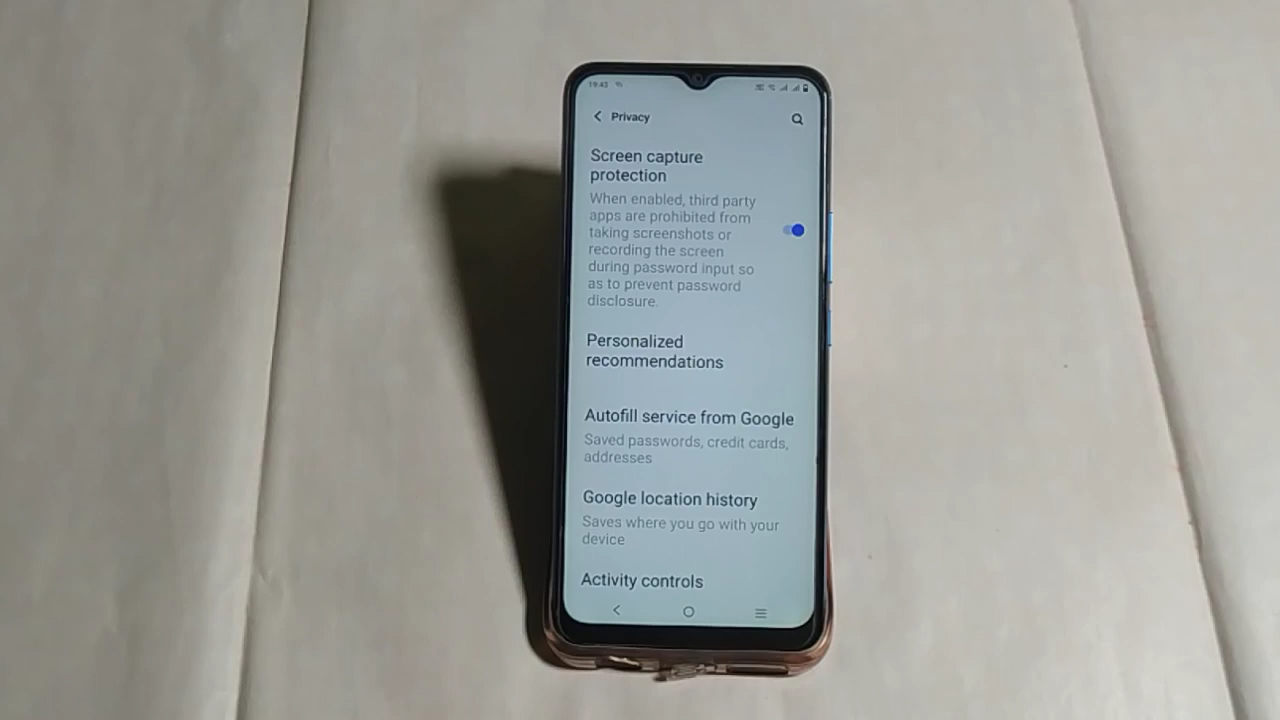 19:43
Privacy
Screen capture
protection
When enabled, third party
apps are prohibited from
taking screenshots or
recording the screen
during password input so
as to prevent password
disclosure.
Personalized
recommendations
Autofill service from Google
Saved passwords, credit cards,
addresses
Google location history
Saves where you go with your
device
Activity controls